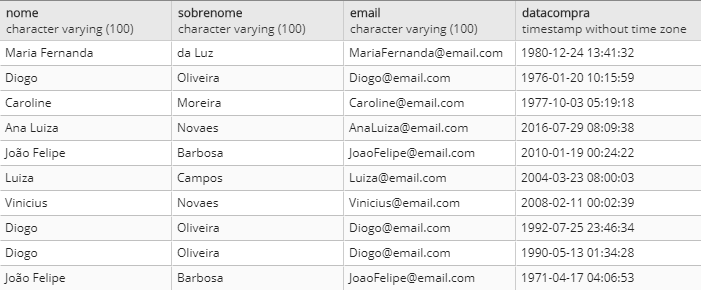 nome sobrenome email datacompra
character varying (100) character varying (100) character varying (100) timestamp without time zone
Maria Fernanda da Luz MariaFernanda@email.com 1980-12-24 13:41:32
Diogo Oliveira Diogo@email.com 1976-01-20 10:15:59
Caroline Moreira Caroline@email.com 1977-10-03 05:19:18
Ana Luiza Novaes AnaLuiza@email.com 2016-07-29 08:09:38
João Felipe Barbosa JoaoFelipe@email.com 2010-01-19 00:24:22
Luiza Campos Luiza@email.com 2004-03-23 08:00:03
Vinicius Novaes Vinicius@email.com 2008-02-11 00:02:39
Diogo Oliveira Diogo@email.com 1992-07-25 23:46:34
Diogo Oliveira Diogo@email.com 1990-05-13 01:34:28
João Felipe Barbosa JoaoFelipe@email.com 1971-04-17 04:06:53